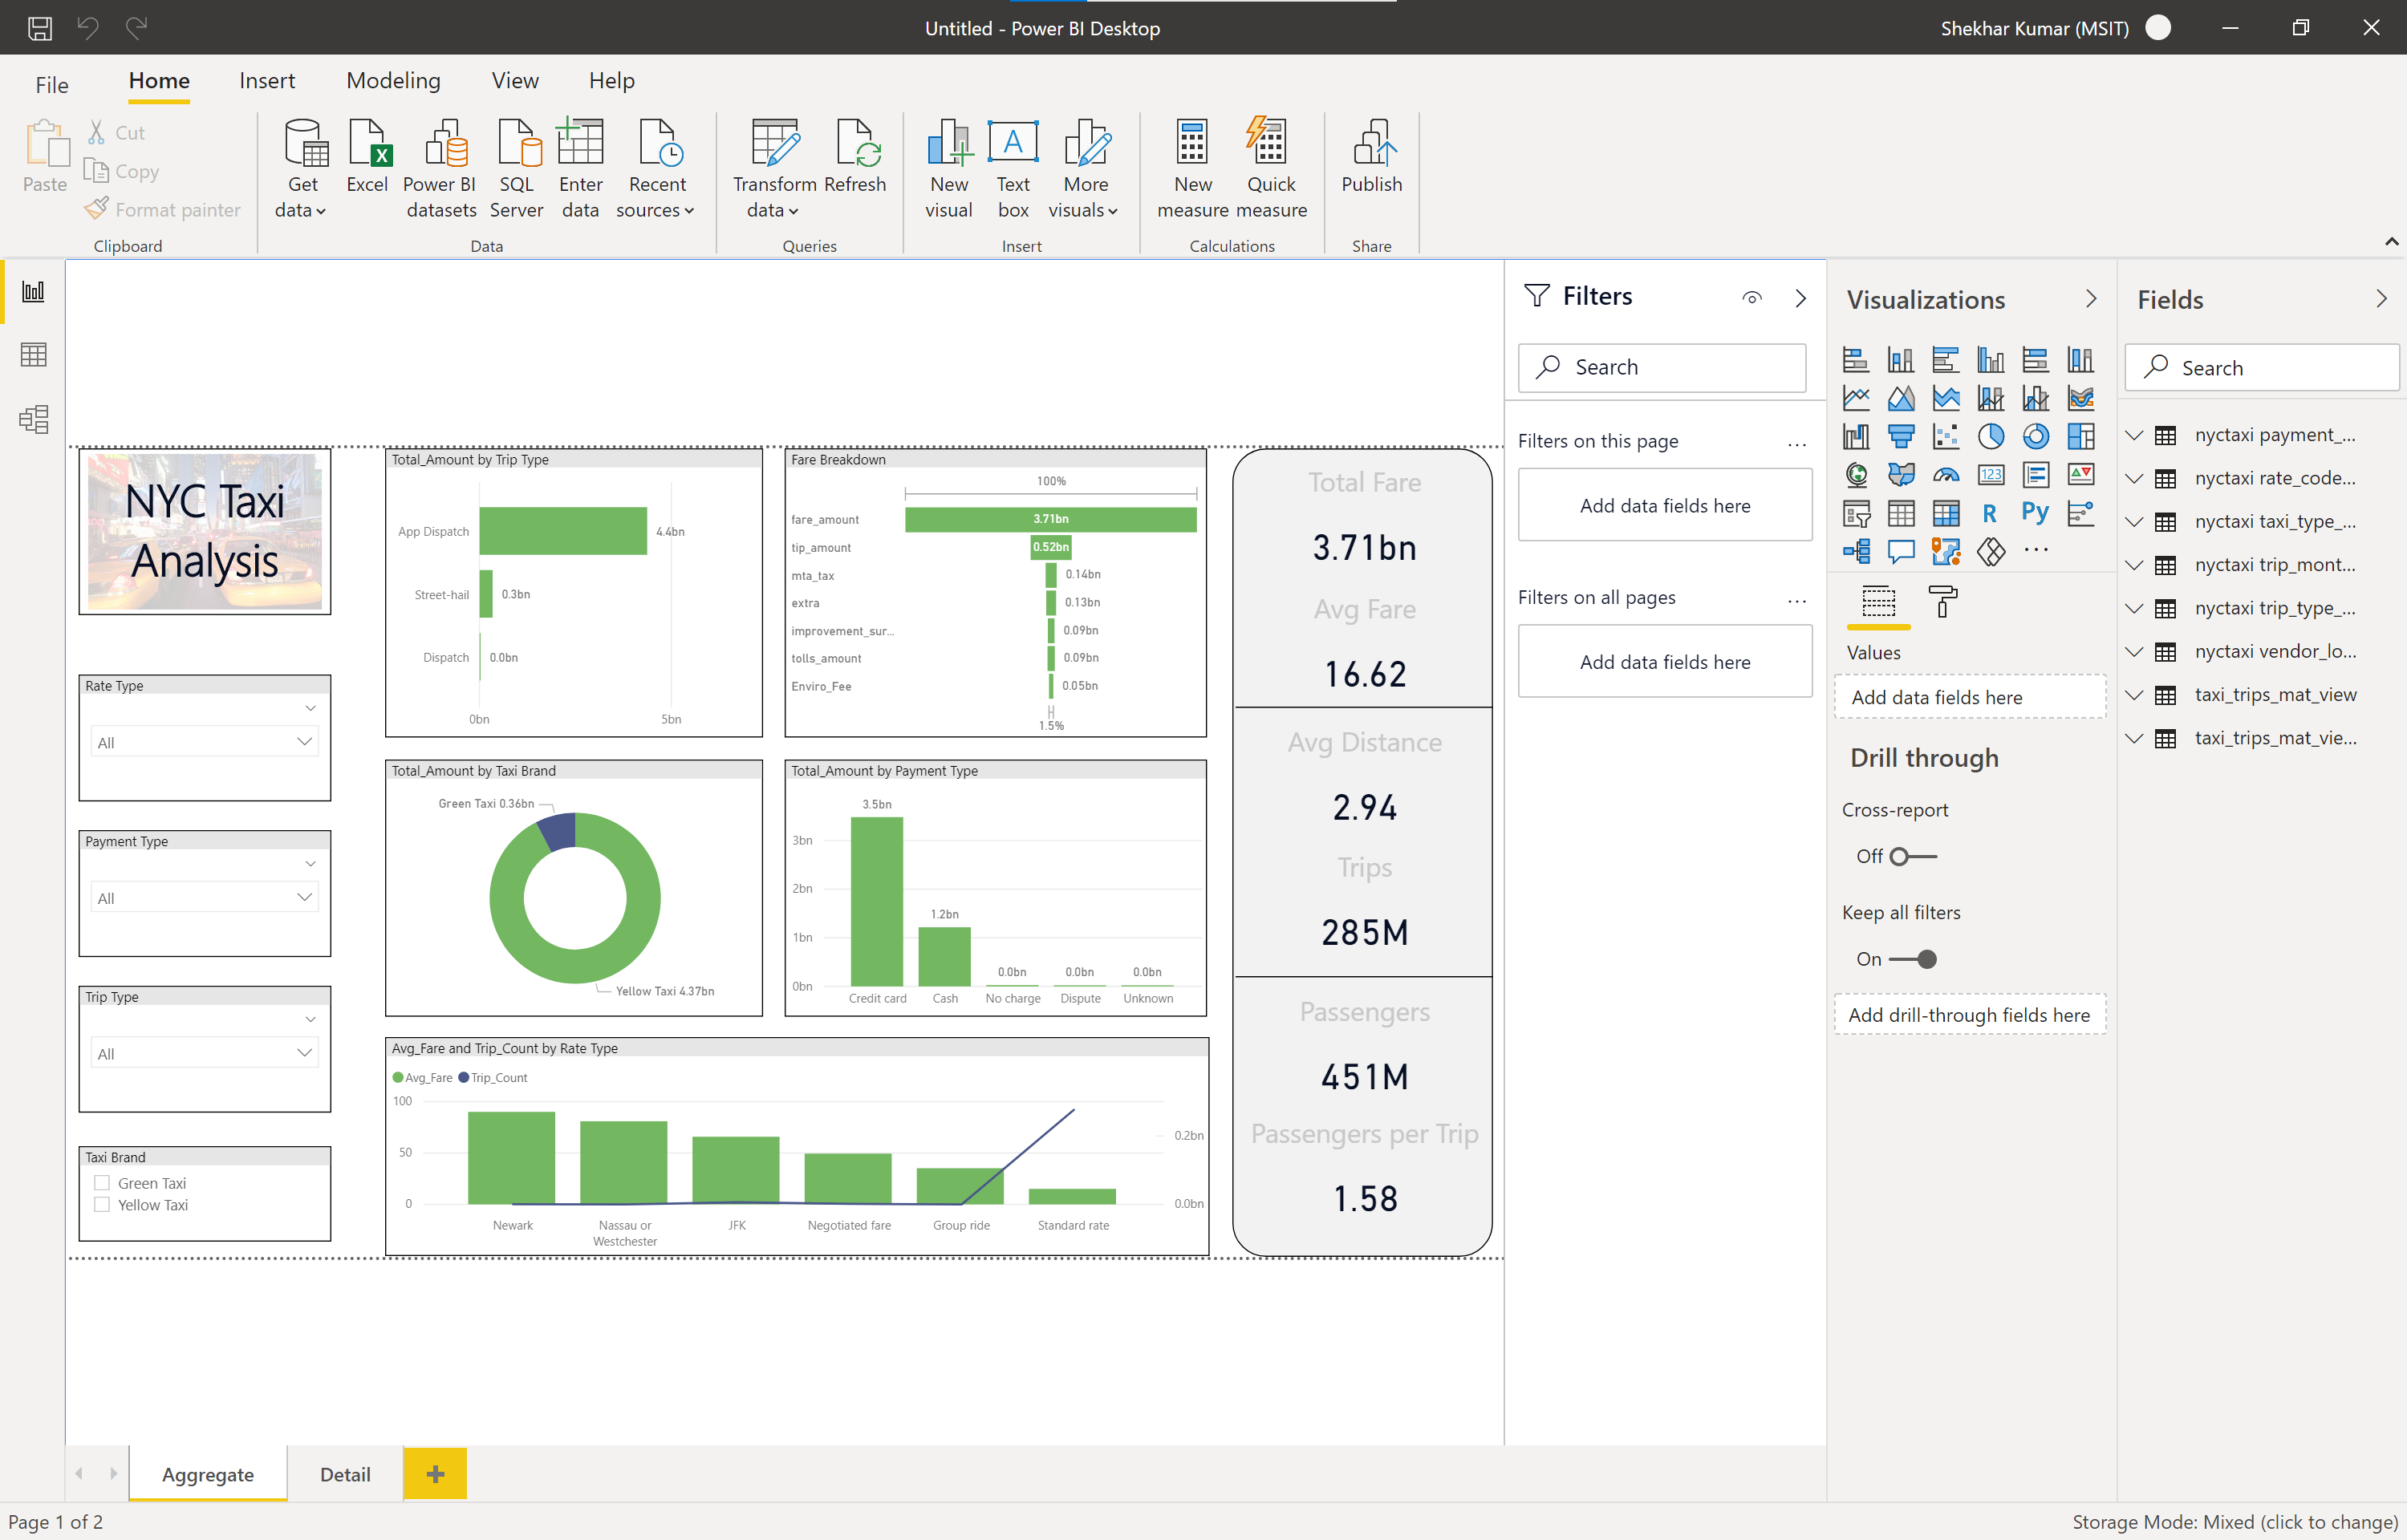 Untitled - Power BI Desktop
Shekhar Kumar (MSIT)
File
Home
Insert
Modeling
View
Help
Paste
Cut
Copy
Format painter
Clipboard
Get
data
Excel
Power BI
datasets
SQL
Server
Enter
data
Recent
sources
Data
Transform
data
Refresh
Queries
New
visual
A
Text
box
More
visuals
Insert
New
measure
Quick
measure
Calculations
Publish
Share
NYC Taxi
Analysis
Rate Type
All
Payment Type
All
Trip Type
All
Taxi Brand
Green Taxi
Yellow Taxi
Total_Amount by Trip Type
App Dispatch
4.4bn
Street-hail
0.3bn
Dispatch
0.0bn
0bn
5bn
Fare Breakdown
100%
fare_amount
3.71bn
tip_amount
0.52bn
mta_tax
0.14bn
extra
0.13bn
improvement_sur...
0.09bn
tolls_amount
0.09bn
Enviro_Fee
0.05bn
1.5%
Total_Amount by Taxi Brand
Green Taxi 0.36bn
Yellow Taxi 4.37bn
Total_Amount by Payment Type
3bn
2bn
1bn
0bn
3.5bn
1.2bn
0.0bn
0.0bn
0.0bn
Credit card
Cash
No charge
Dispute
Unknown
Avg_Fare and Trip_Count by Rate Type
Avg_Fare
Trip_Count
100
50
0
0.2bn
0.0bn
Newark
Nassau or
Westchester
JFK
Negotiated fare
Group ride
Standard rate
Total Fare
3.71bn
Avg Fare
16.62
Avg Distance
2.94
Trips
285M
Passengers
451M
Passengers per Trip
1.58
Filters
Search
Filters on this page
...
Add data fields here
Filters on all pages
...
Add data fields here
Visualizations
123
R
Py
...
Values
Add data fields here
Drill through
Cross-report
Off
Keep all filters
On
Add drill-through fields here
Fields
Search
nyctaxi payment_...
nyctaxi rate_code...
nyctaxi taxi_type_...
nyctaxi trip_mont...
nyctaxi trip_type_...
nyctaxi vendor_lo...
taxi_trips_mat_view
taxi_trips_mat_vie...
Aggregate
Detail
Page 1 of 2
Storage Mode: Mixed (click to change)